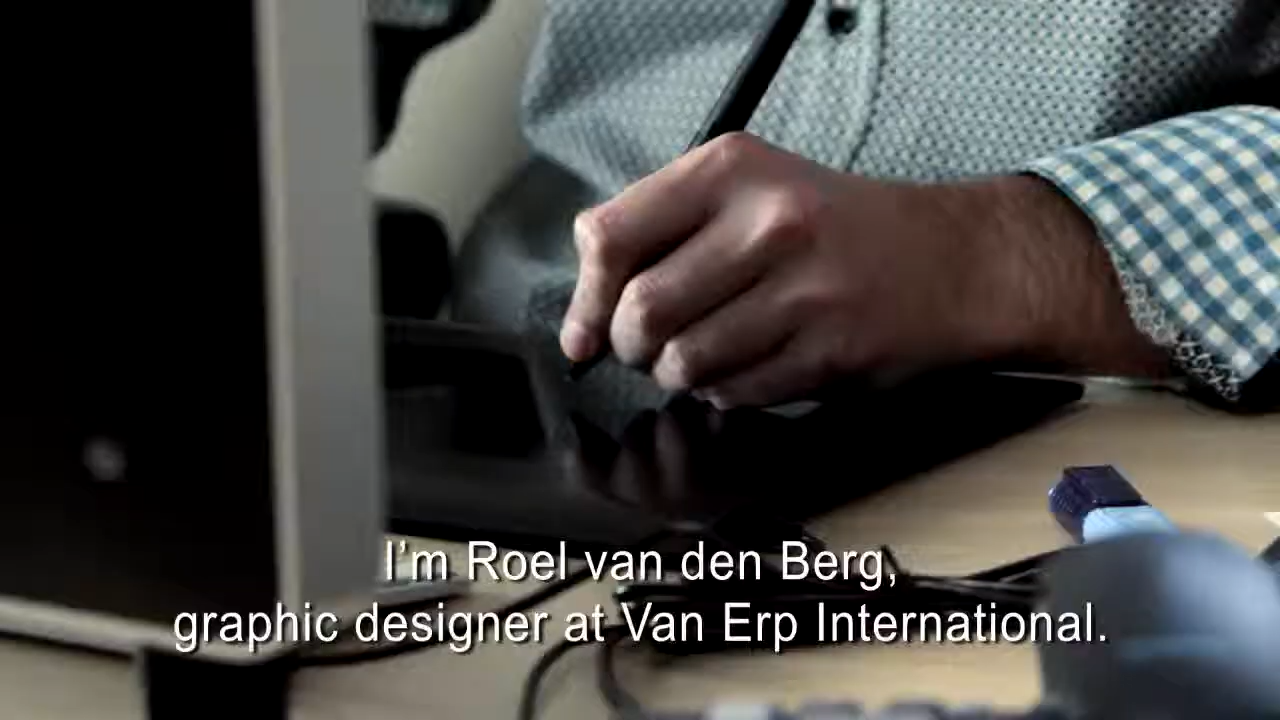 I'm Roel van den Berg,
graphic designer at Van Erp International.